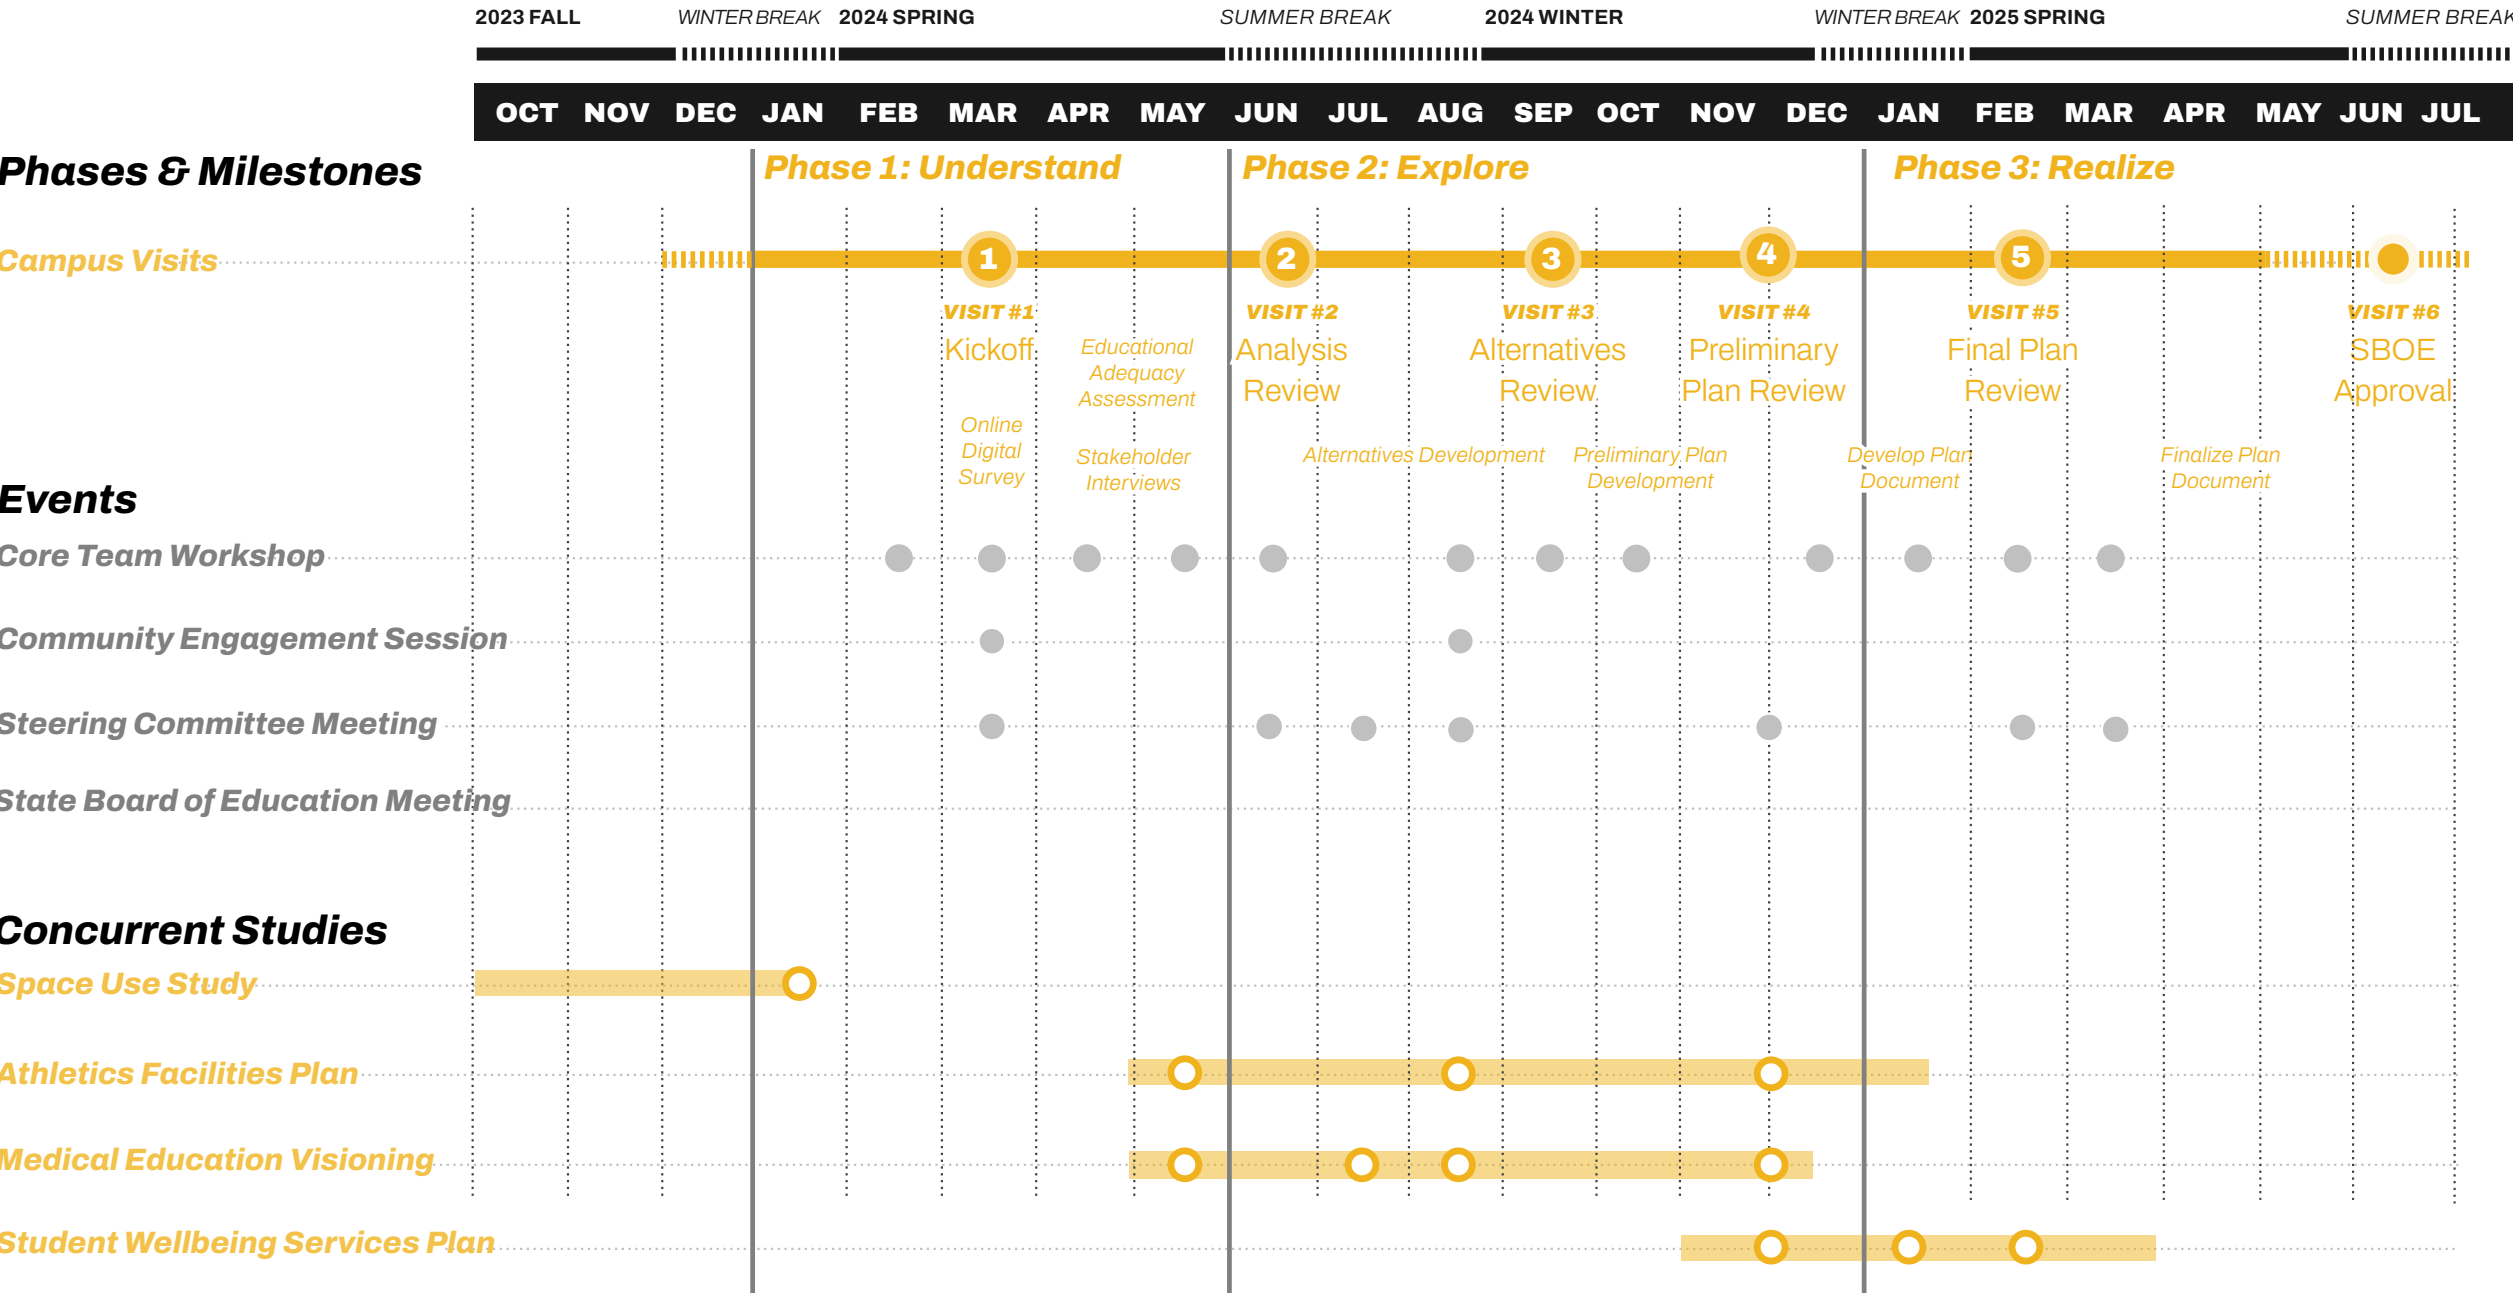 2023 FALL WINTER BREAK 2024 SPRING SUMMER BREAK 2024 WINTER WINTER BREAK 2025 SPRING SUMMER BREAK
OCT NOV DEC JAN FEB MAR APR MAY JUN JUL AUG SEP OCT NOV DEC JAN FEB MAR APR MAY JUN JUL
Phases & Milestones
Phase 1: Understand
Phase 2: Explore
Phase 3: Realize
Campus Visits
1
2
3
4
5
VISIT #1
Kickoff
Online
Digital
Survey
Educational
Adequacy
Assessment
Stakeholder
Interviews
VISIT #2
Analysis
Review
Alternatives Development
VISIT #3
Alternatives
Review
Preliminary Plan
Development
VISIT #4
Preliminary
Plan Review
Develop Plan
Document
VISIT #5
Final Plan
Review
Finalize Plan
Document
VISIT #6
SBOE
Approval
Events
Core Team Workshop
Community Engagement Session
Steering Committee Meeting
State Board of Education Meeting
Concurrent Studies
Space Use Study
Athletics Facilities Plan
Medical Education Visioning
Student Wellbeing Services Plan